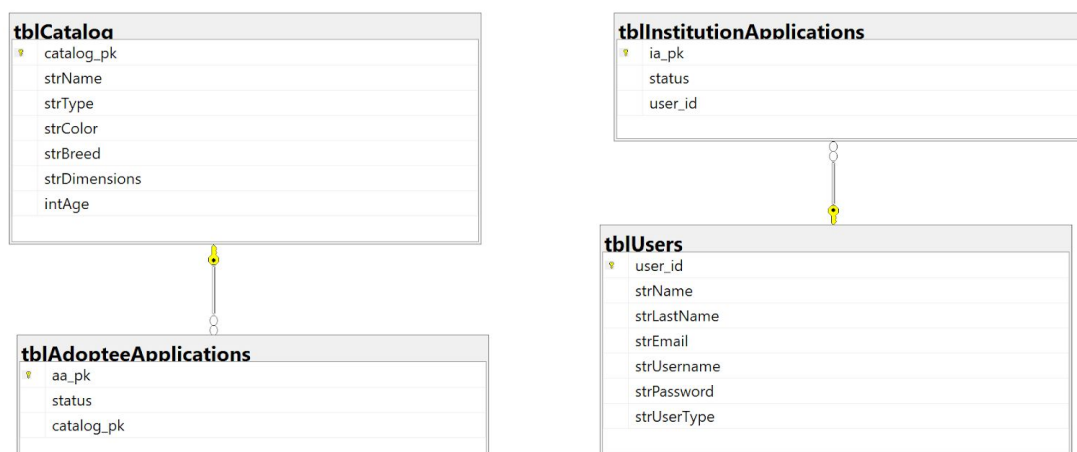 tblCatalog
catalog_pk
strName
strType
strColor
strBreed
strDimensions
intAge
tblAdopteeApplications
aa_pk
status
catalog_pk
tblInstitutionApplications
ia_pk
status
user_id
tblUsers
user_id
strName
strLastName
strEmail
strUsername
strPassword
strUserType